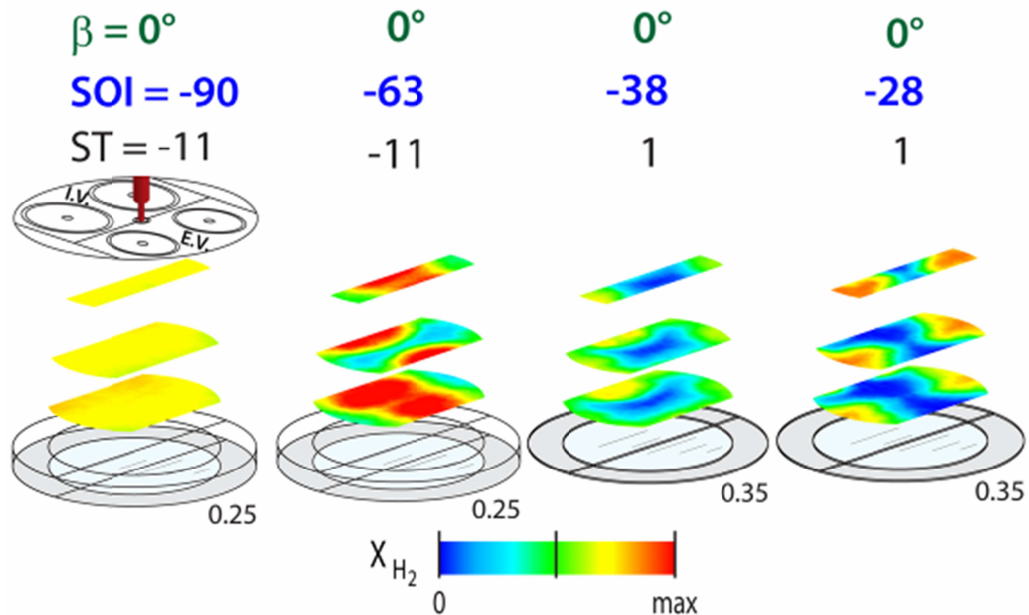 β = 0° 0° 0° 0°
SOI = -90 -63 -38 -28
ST = -11 -11 1 1
I.V.
E.V.
0.25 0.25 0.35 0.35
X H₂
0 max